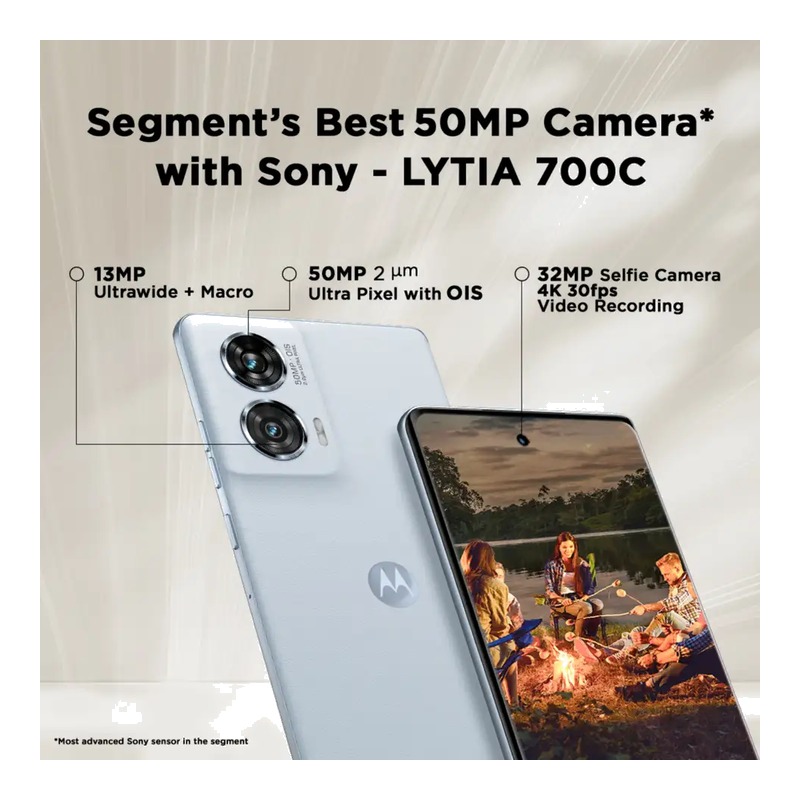 Segment's Best 50MP Camera*
with Sony - LYTIA 700C
13MP
Ultrawide + Macro
50MP 2 µm
Ultra Pixel with OIS
32MP Selfie Camera
4K 30fps
Video Recording
50MP OIS
*Most advanced Sony sensor in the segment